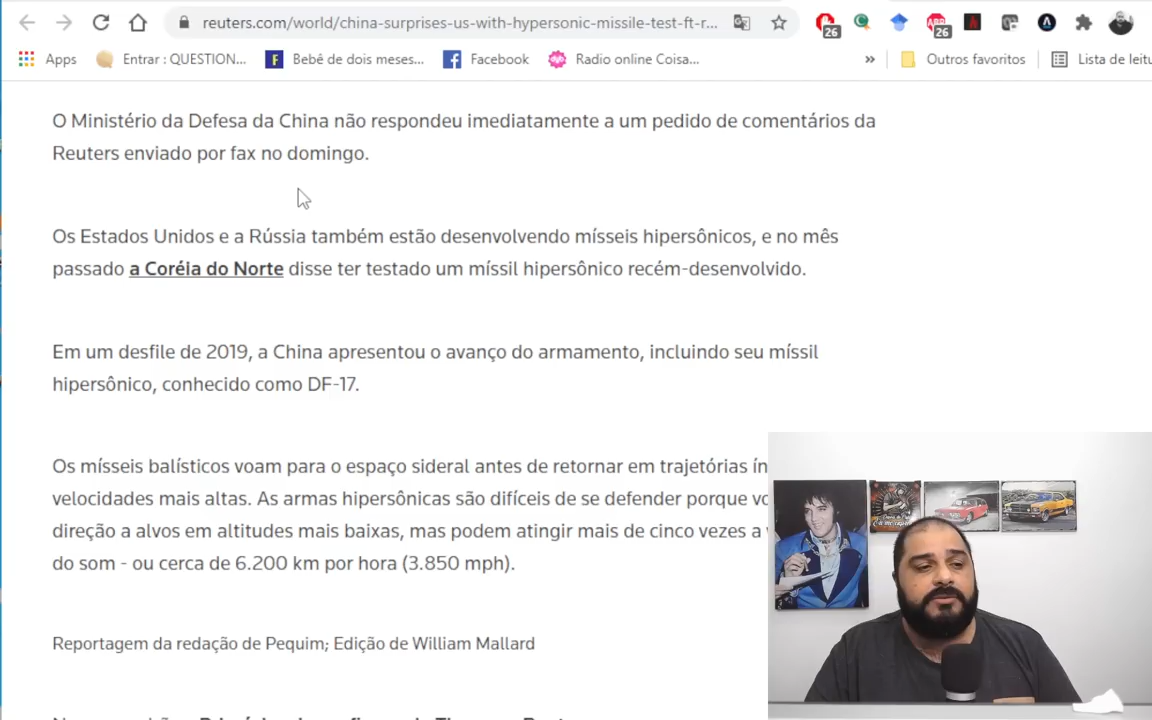 reuters.com/world/china-surprises-us-with-hypersonic-missile-test-ft-r...
26
26
Apps
Entrar : QUESTION...
Bebê de dois meses...
Facebook
Radio online Coisa...
»
Outros favoritos
Lista de leitu
O Ministério da Defesa da China não respondeu imediatamente a um pedido de comentários da
Reuters enviado por fax no domingo.
Os Estados Unidos e a Rússia também estão desenvolvendo mísseis hipersônicos, e no mês
passado a Coréia do Norte disse ter testado um míssil hipersônico recém-desenvolvido.
Em um desfile de 2019, a China apresentou o avanço do armamento, incluindo seu míssil
hipersônico, conhecido como DF-17.
Os mísseis balísticos voam para o espaço sideral antes de retornar em trajetórias ín
velocidades mais altas. As armas hipersônicas são difíceis de se defender porque vo
direção a alvos em altitudes mais baixas, mas podem atingir mais de cinco vezes a
do som - ou cerca de 6.200 km por hora (3.850 mph).
Reportagem da redação de Pequim; Edição de William Mallard